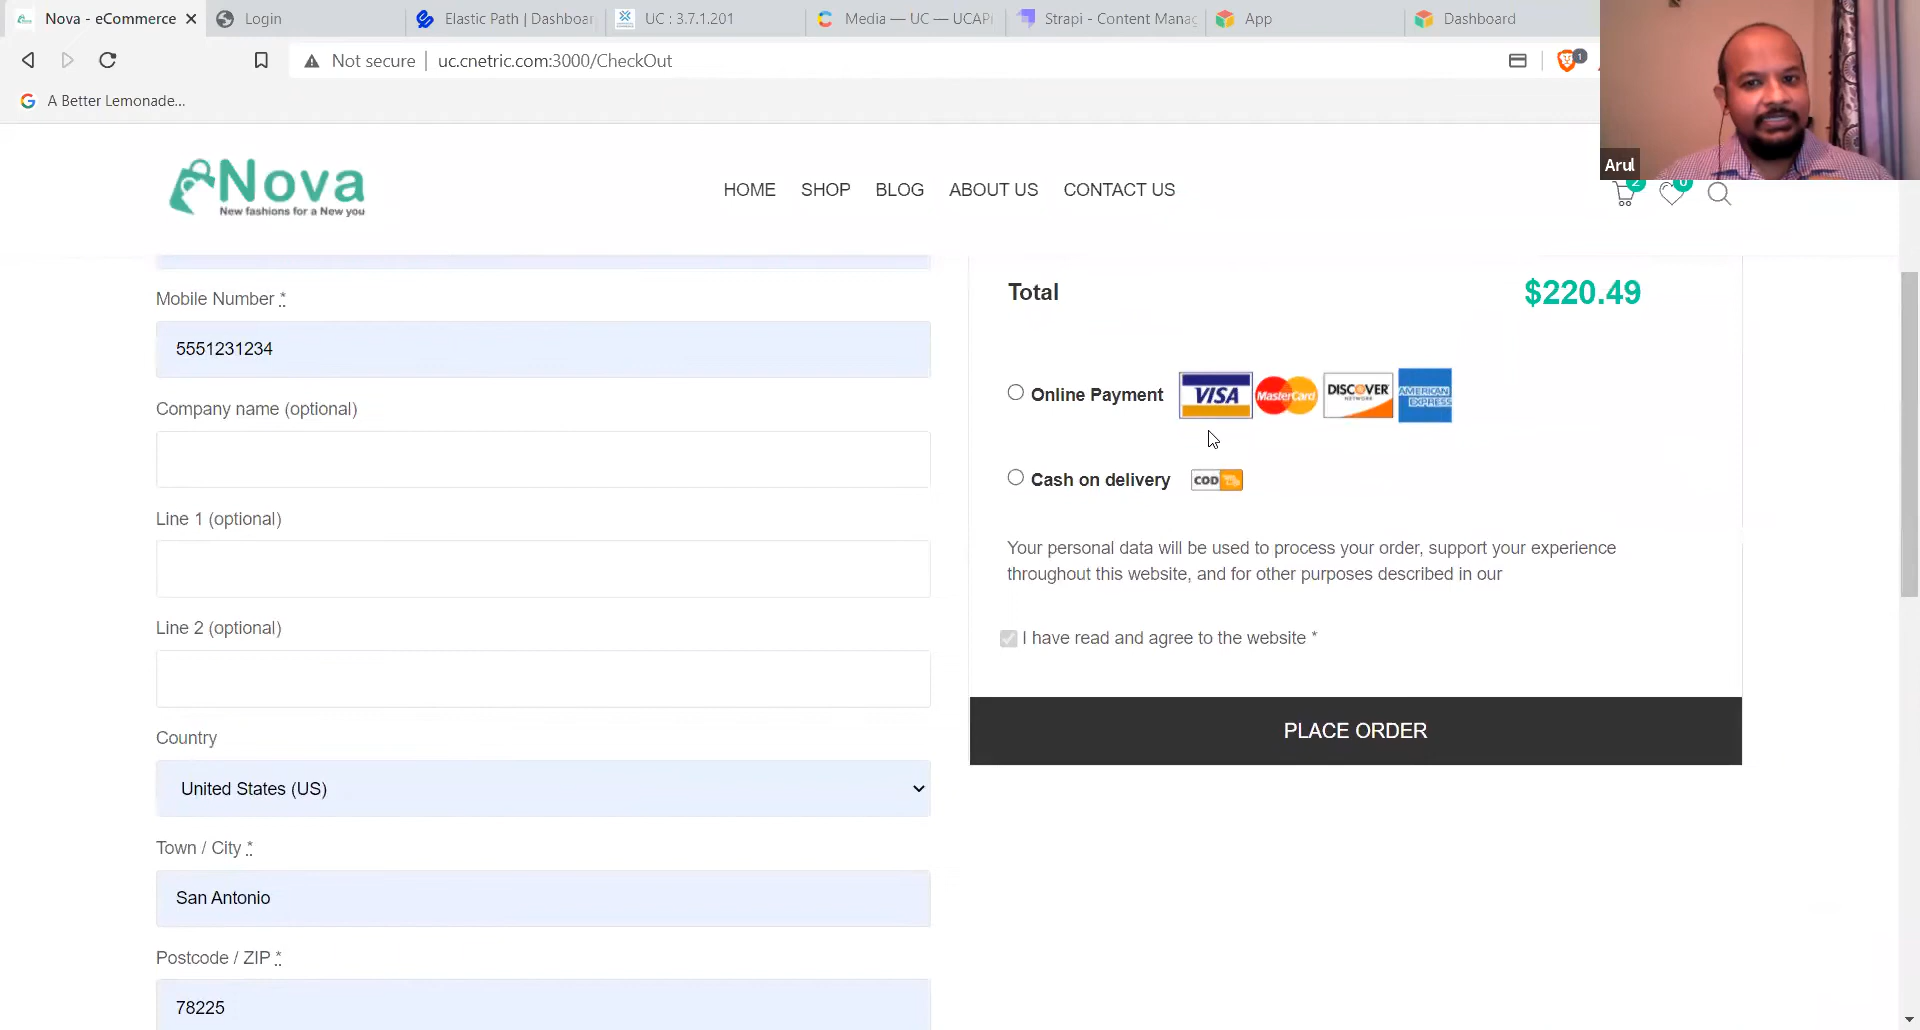 Nova - eCommerce
Login
Elastic Path | Dashboar
UC : 3.7.1.201
Media — UC — UCAPI
Strapi - Content Manag
App
Dashboard
Not secure
uc.cnetric.com:3000/CheckOut
1
A Better Lemonade...
Arul
Nova
New fashions for a New you
HOME
SHOP
BLOG
ABOUT US
CONTACT US
2
0
Mobile Number *
5551231234
Company name (optional)
Line 1 (optional)
Line 2 (optional)
Country
United States (US)
Town / City *
San Antonio
Postcode / ZIP *
78225
Total
$220.49
Online Payment
VISA
MasterCard
DISCOVER
NETWORK
AMERICAN
EXPRESS
Cash on delivery
COD
Your personal data will be used to process your order, support your experience
throughout this website, and for other purposes described in our
I have read and agree to the website *
PLACE ORDER